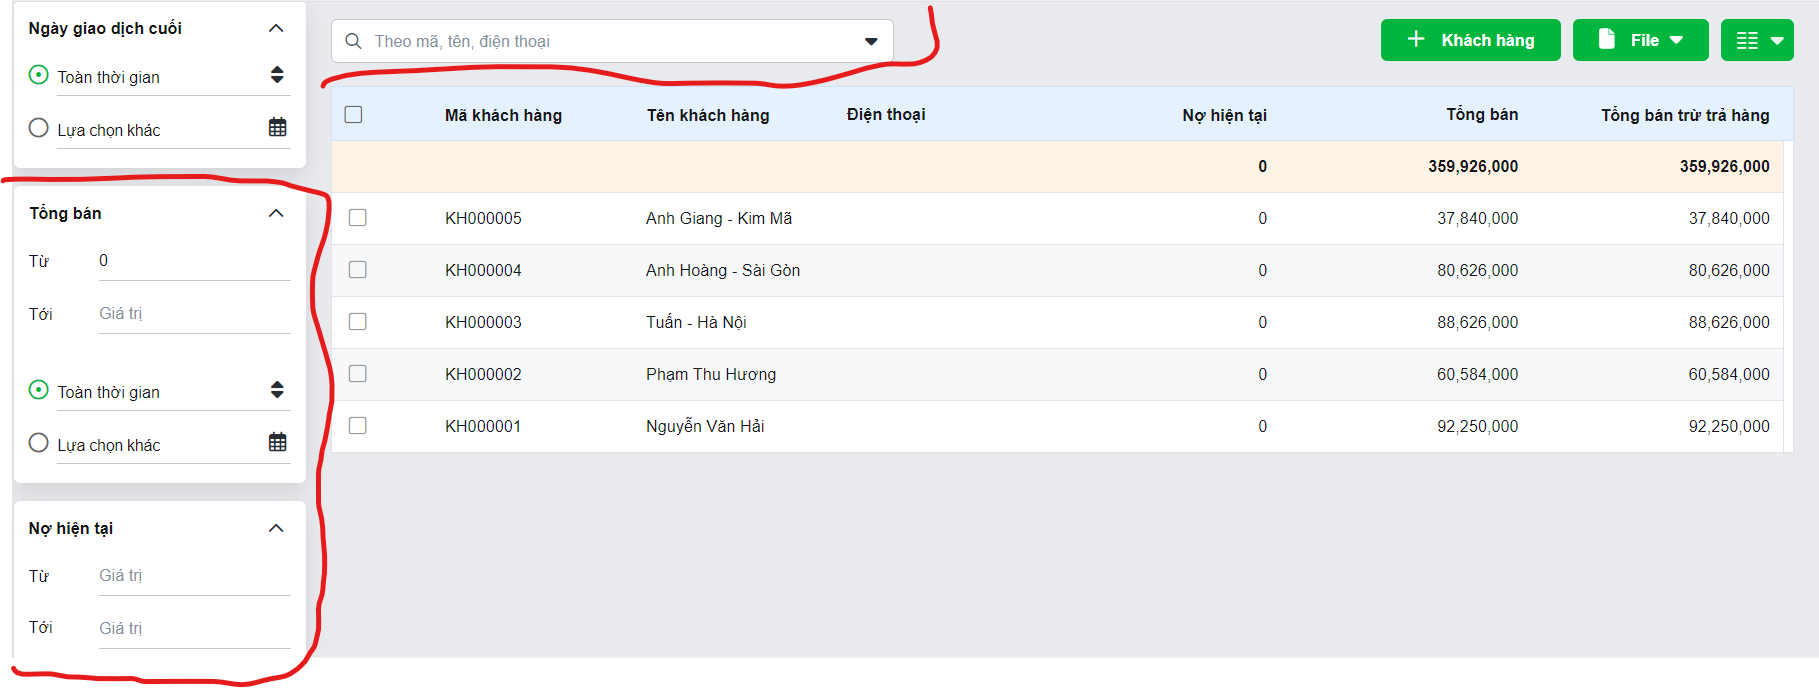 Ngày giao dịch cuối
Toàn thời gian
Lựa chọn khác
Tổng bán
Từ 0
Tới Giá trị
Toàn thời gian
Lựa chọn khác
Nợ hiện tại
Từ Giá trị
Tới Giá trị
Theo mã, tên, điện thoại
Khách hàng
File
Mã khách hàng Tên khách hàng Điện thoại Nợ hiện tại Tổng bán Tổng bán trừ trả hàng
0 359,926,000 359,926,000
KH000005 Anh Giang - Kim Mã 0 37,840,000 37,840,000
KH000004 Anh Hoàng - Sài Gòn 0 80,626,000 80,626,000
KH000003 Tuấn - Hà Nội 0 88,626,000 88,626,000
KH000002 Phạm Thu Hương 0 60,584,000 60,584,000
KH000001 Nguyễn Văn Hải 0 92,250,000 92,250,000